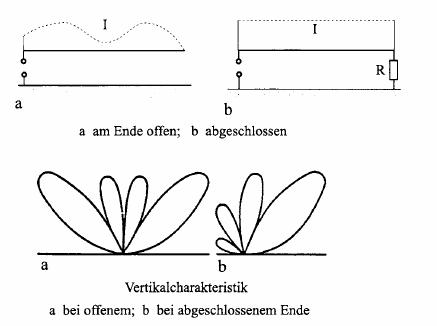 I I
R
a b
a am Ende offen; b abgeschlossen
a b
Vertikalcharakteristik
a bei offenem; b bei abgeschlossenem Ende